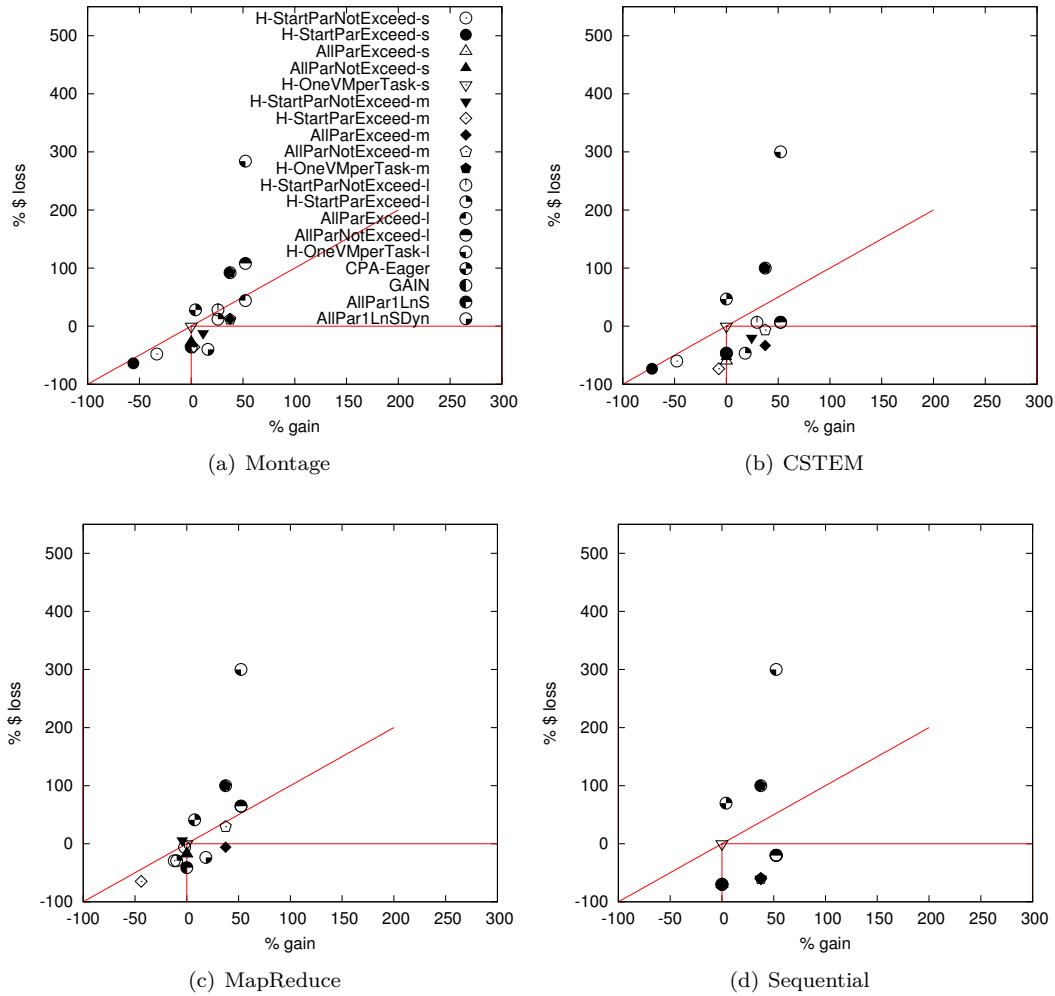 500
400
300
200
100
0
-100
-100
-50
0
50
100
150
200
250
300
% $ loss
% gain
H-StartParNotExceed-s
H-StartParExceed-s
AllParExceed-s
AllParNotExceed-s
H-OneVMperTask-s
H-StartParNotExceed-m
H-StartParExceed-m
AllParExceed-m
AllParNotExceed-m
H-OneVMperTask-m
H-StartParNotExceed-l
H-StartParExceed-l
AllParExceed-l
AllParNotExceed-l
H-OneVMperTask-l
CPA-Eager
GAIN
AllPar1LnS
AllPar1LnSDyn
(a) Montage
500
400
300
200
100
0
-100
-100
-50
0
50
100
150
200
250
300
% $ loss
% gain
(b) CSTEM
500
400
300
200
100
0
-100
-100
-50
0
50
100
150
200
250
300
% $ loss
% gain
(c) MapReduce
500
400
300
200
100
0
-100
-100
-50
0
50
100
150
200
250
300
% $ loss
% gain
(d) Sequential